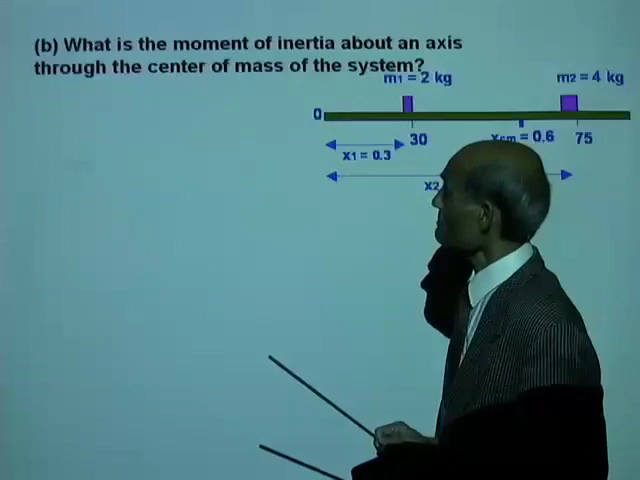 (b) What is the moment of inertia about an axis
through the center of mass of the system?
m1 = 2 kg
m2 = 4 kg
0
30
xcm = 0.6
75
x1 = 0.3
x2